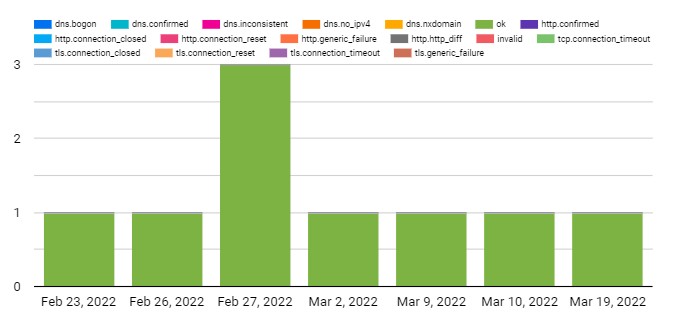 dns.bogon dns.confirmed dns.inconsistent dns.no_ipv4 dns.nxdomain ok http.confirmed
http.connection_closed http.connection_reset http.generic_failure http.http_diff invalid tcp.connection_timeout
tls.connection_closed tls.connection_reset tls.connection_timeout tls.generic_failure
3
2
1
0
Feb 23, 2022 Feb 26, 2022 Feb 27, 2022 Mar 2, 2022 Mar 9, 2022 Mar 10, 2022 Mar 19, 2022